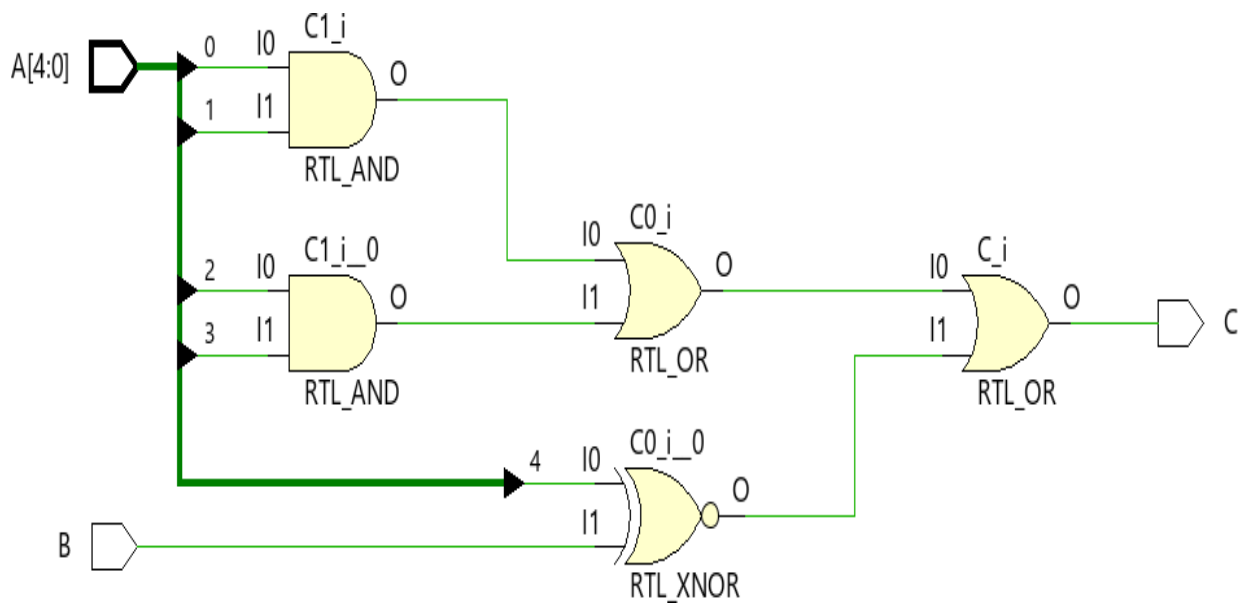 C1_i
A[4:0]
0
I0
O
1
I1
RTL_AND
C1_i__0
2
I0
O
3
I1
RTL_AND
C0_i
I0
O
I1
RTL_OR
C_i
I0
O
I1
RTL_OR
C
C0_i__0
4
I0
O
I1
B
RTL_XNOR